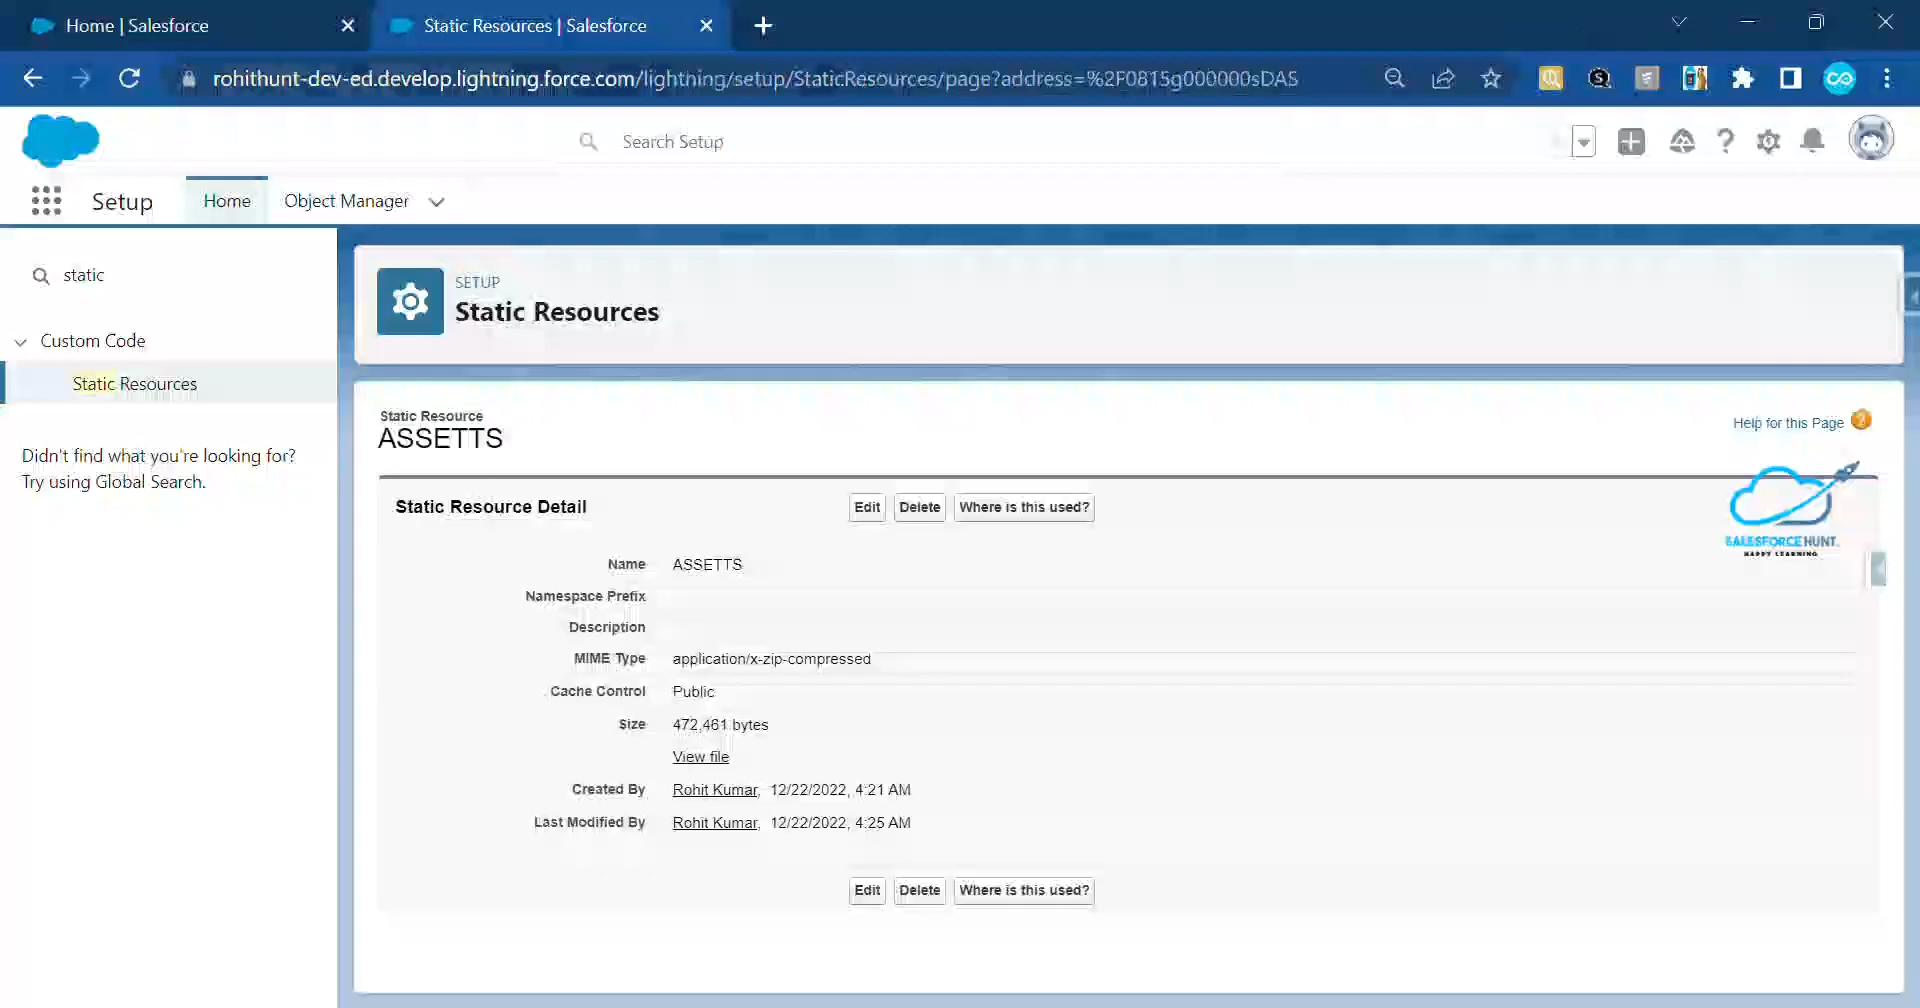 Home | Salesforce
Static Resources | Salesforce
rohithunt-dev-ed.develop.lightning.force.com/lightning/setup/StaticResources/page?address=%2F0815g000000sDAS
Search Setup
Setup
Home
Object Manager
static
Custom Code
Static Resources
Didn't find what you're looking for?
Try using Global Search.
SETUP
Static Resources
Static Resource
ASSETTS
Help for this Page
Static Resource Detail
Edit
Delete
Where is this used?
SALESFORCE HUNT.
HAPPY LEARNING
Name ASSETTS
Namespace Prefix
Description
MIME Type application/x-zip-compressed
Cache Control Public
Size 472,461 bytes
View file
Created By Rohit Kumar, 12/22/2022, 4:21 AM
Last Modified By Rohit Kumar, 12/22/2022, 4:25 AM
Edit
Delete
Where is this used?